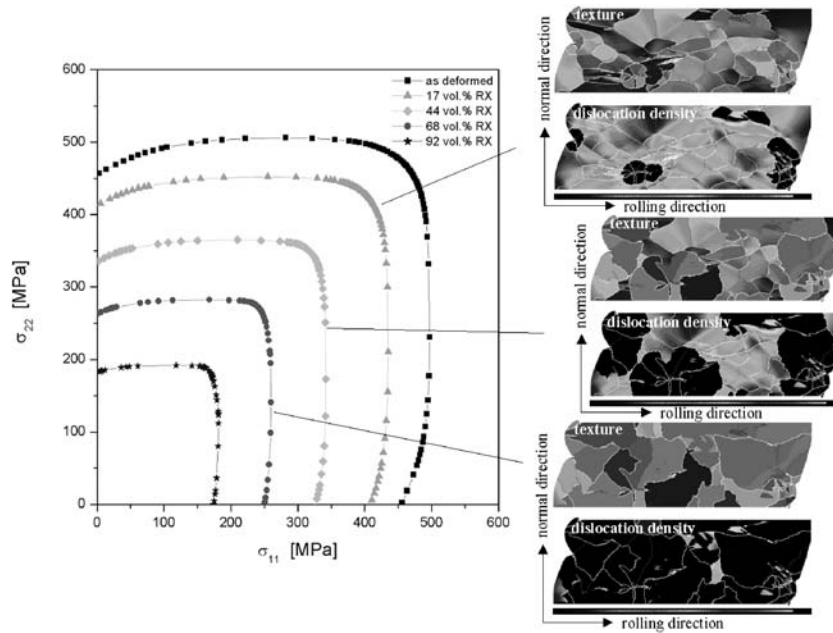 600
500
400
300
200
100
0
σ22 [MPa]
0 100 200 300 400 500 600
σ11 [MPa]
as deformed
17 vol.% RX
44 vol.% RX
68 vol.% RX
92 vol.% RX
texture
normal direction
dislocation density
rolling direction
texture
normal direction
dislocation density
rolling direction
texture
normal direction
dislocation density
rolling direction